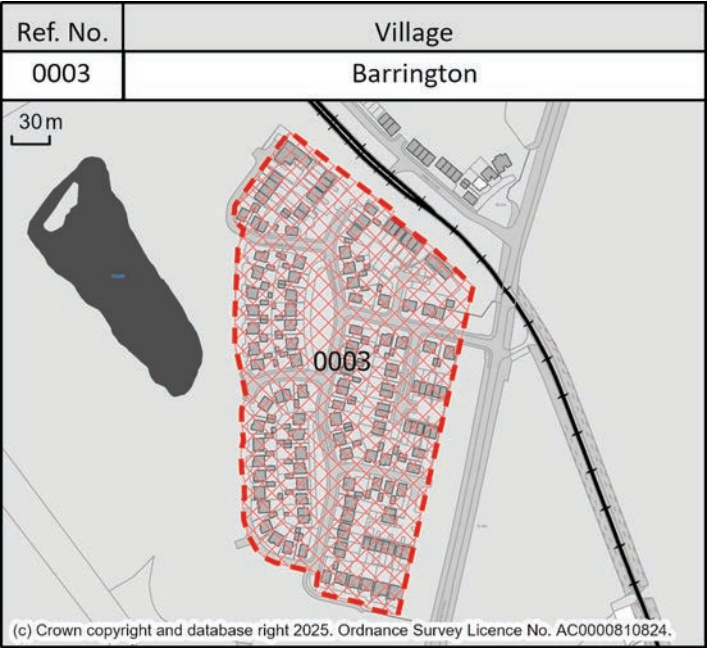 Ref. No. Village
0003 Barrington
30 m
0003
(c) Crown copyright and database right 2025. Ordnance Survey Licence No. AC0000810824.